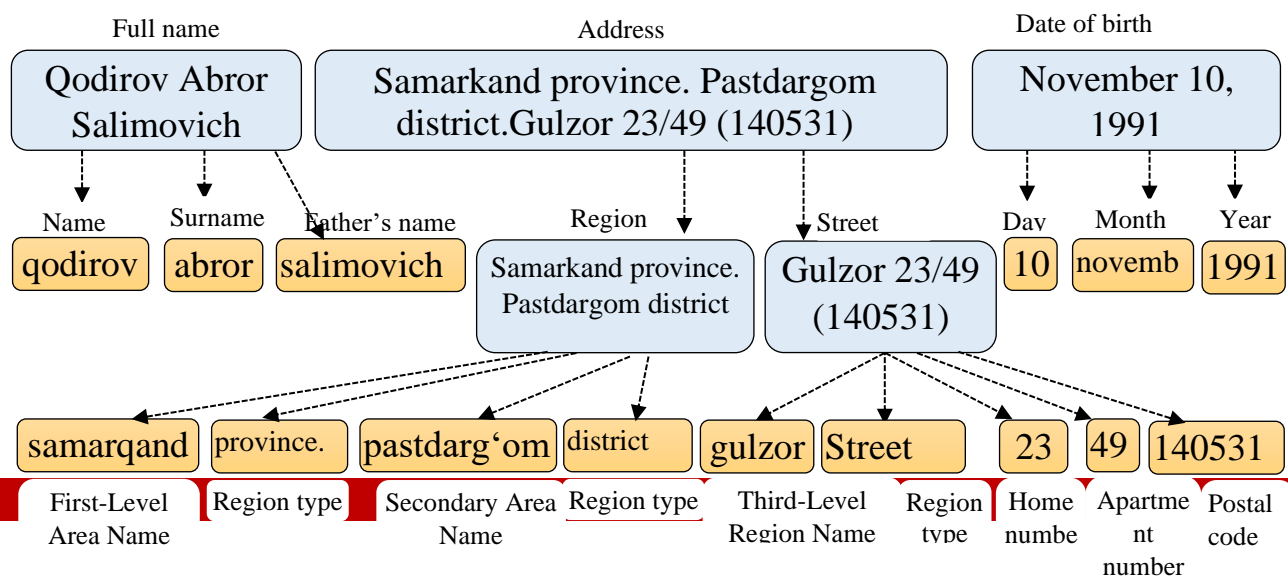 Full name
Address
Date of birth
Qodirov Abror
Salimovich
Samarkand province. Pastdargom
district.Gulzor 23/49 (140531)
November 10,
1991
Name
Surname
Father's name
Region
Street
Day
Month
Year
qodirov
abror
salimovich
Samarkand province.
Pastdargom district
Gulzor 23/49
(140531)
10
novemb
1991
samarqand
province.
pastdarg‘om
district
gulzor
Street
23
49
140531
First-Level
Area Name
Region type
Secondary Area
Name
Region type
Third-Level
Region Name
Region
type
Home
numbe
Apartme
nt
number
Postal
code